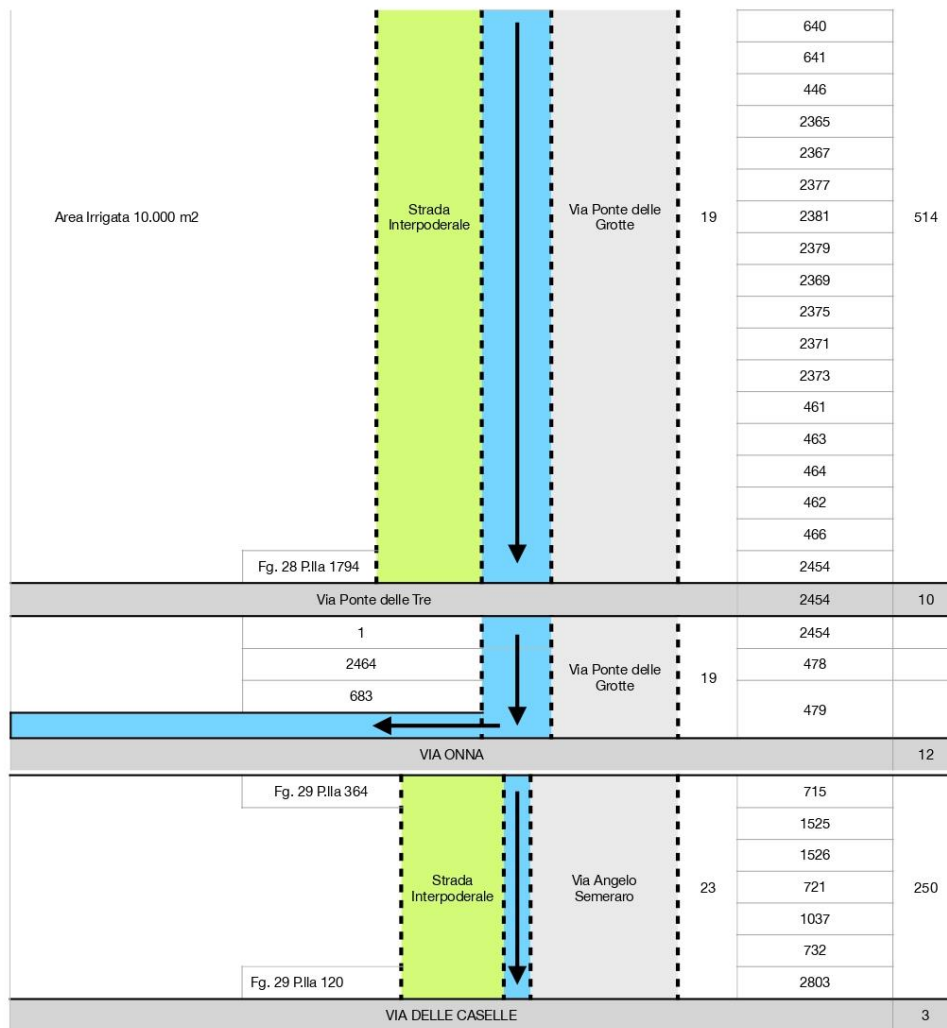 640
641
446
2365
2367
2377
Area Irrigata 10.000 m2
Strada
Interpoderale
Via Ponte delle
Grotte
19
2381
514
2379
2369
2375
2371
2373
461
463
464
462
466
Fg. 28 P.lla 1794
2454
Via Ponte delle Tre
2454
10
1
2454
2464
Via Ponte delle
Grotte
19
478
683
479
VIA ONNA
12
Fg. 29 P.lla 364
715
1525
1526
Strada
Interpoderale
Via Angelo
Semeraro
23
721
250
1037
732
Fg. 29 P.lla 120
2803
VIA DELLE CASELLE
3